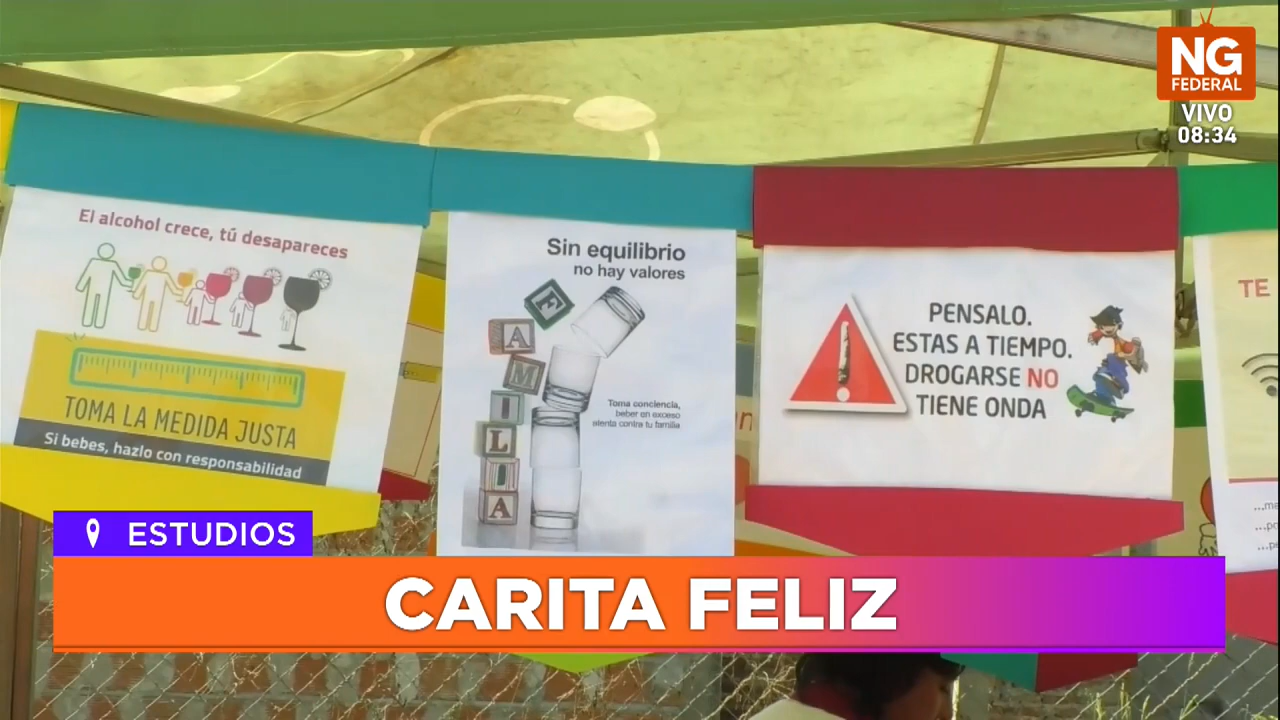 NG
FEDERAL
VIVO
08:34
El alcohol crece, tú desapareces
TOMA LA MEDIDA JUSTA
Si bebes, hazlo con responsabilidad
Sin equilibrio
no hay valores
F
A
M
I
L
I
A
Toma conciencia,
beber en exceso
atenta contra tu familia
PENSALO.
ESTAS A TIEMPO.
DROGARSE NO
TIENE ONDA
TE
ESTUDIOS
CARITA FELIZ